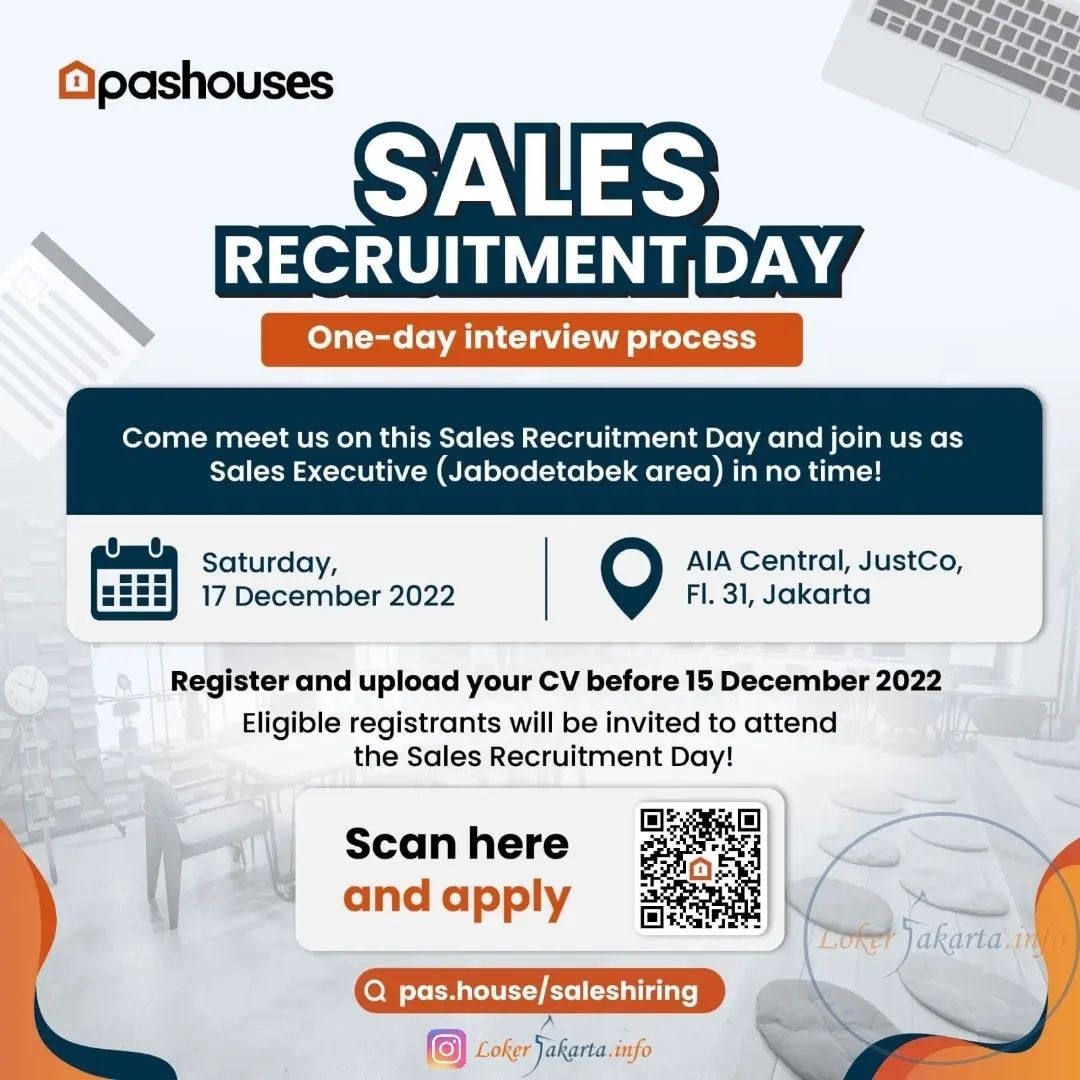 pashouses
SALES
RECRUITMENT DAY
One-day interview process
Come meet us on this Sales Recruitment Day and join us as
Sales Executive (Jabodetabek area) in no time!
Saturday,
17 December 2022
AIA Central, JustCo,
Fl. 31, Jakarta
Register and upload your CV before 15 December 2022
Eligible registrants will be invited to attend
the Sales Recruitment Day!
Scan here
and apply
LokerJakarta.info
pas.house/saleshiring
LokerJakarta.info